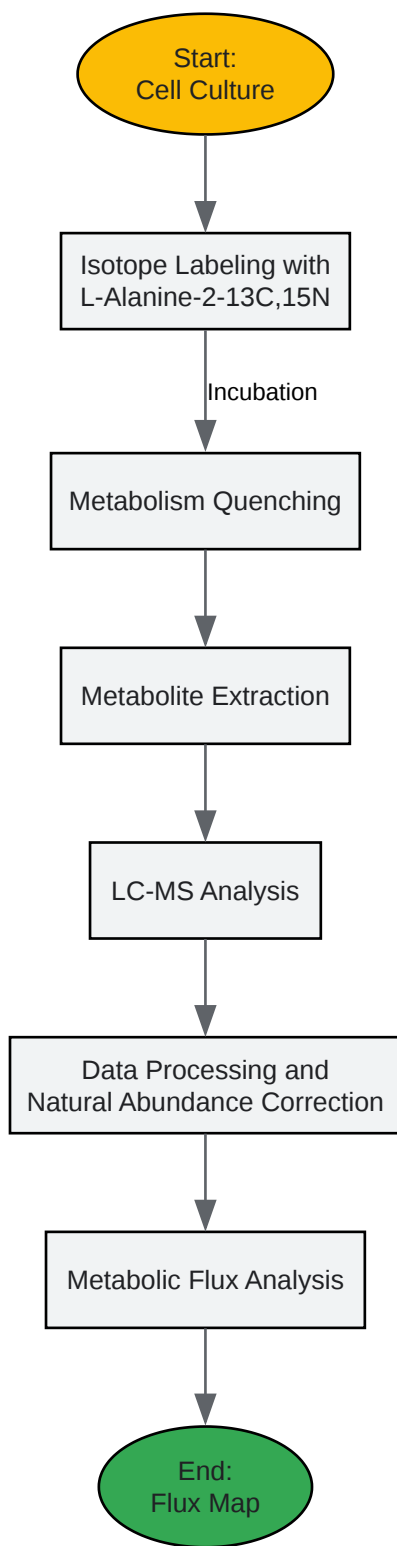 Start:
Cell Culture
Isotope Labeling with
L-Alanine-2-13C,15N
Incubation
Metabolism Quenching
Metabolite Extraction
LC-MS Analysis
Data Processing and
Natural Abundance Correction
Metabolic Flux Analysis
End:
Flux Map